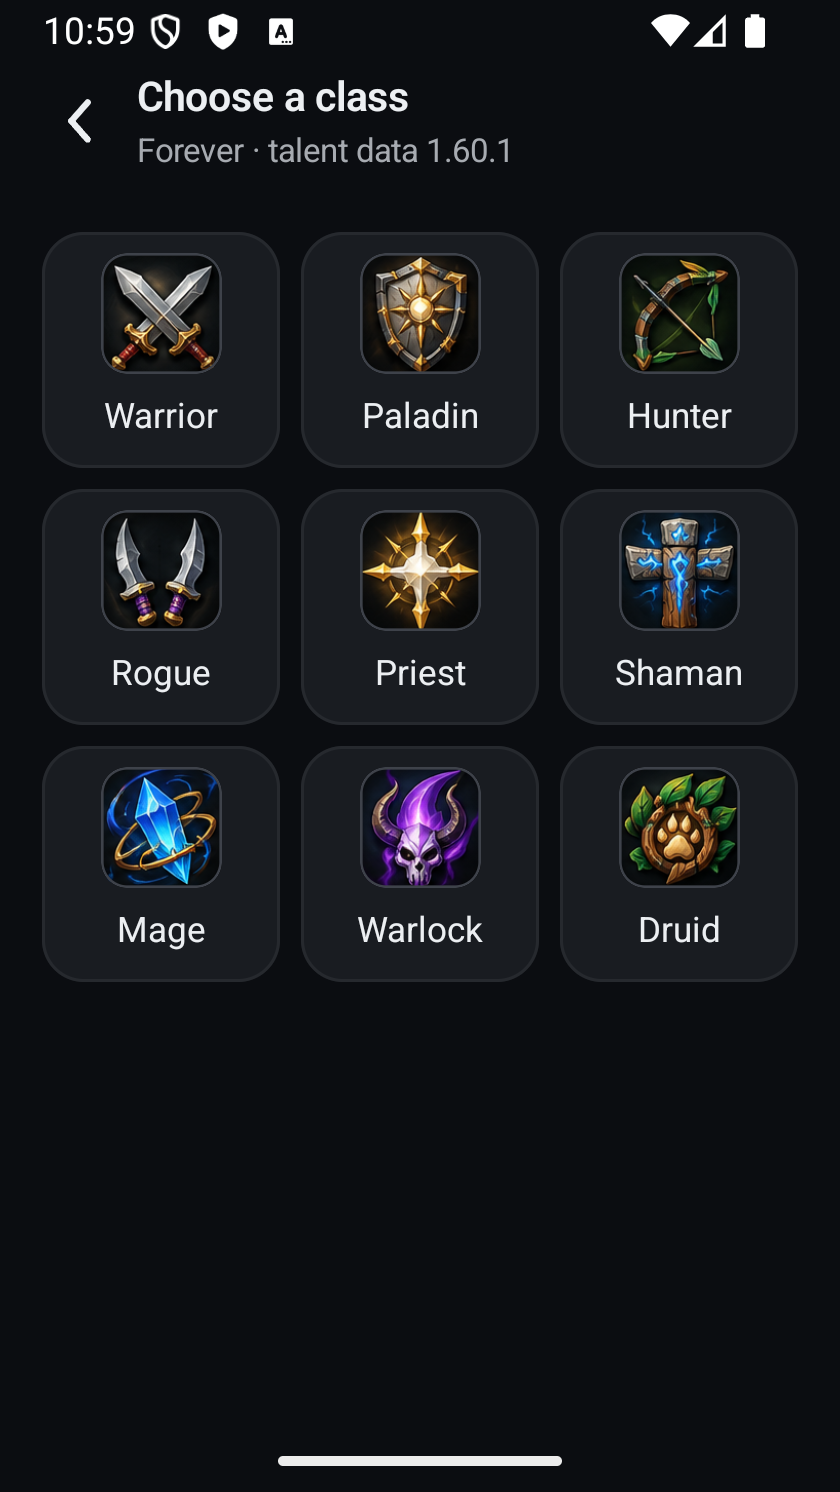 10:59
Choose a class
Forever · talent data 1.60.1
Warrior
Paladin
Hunter
Rogue
Priest
Shaman
Mage
Warlock
Druid